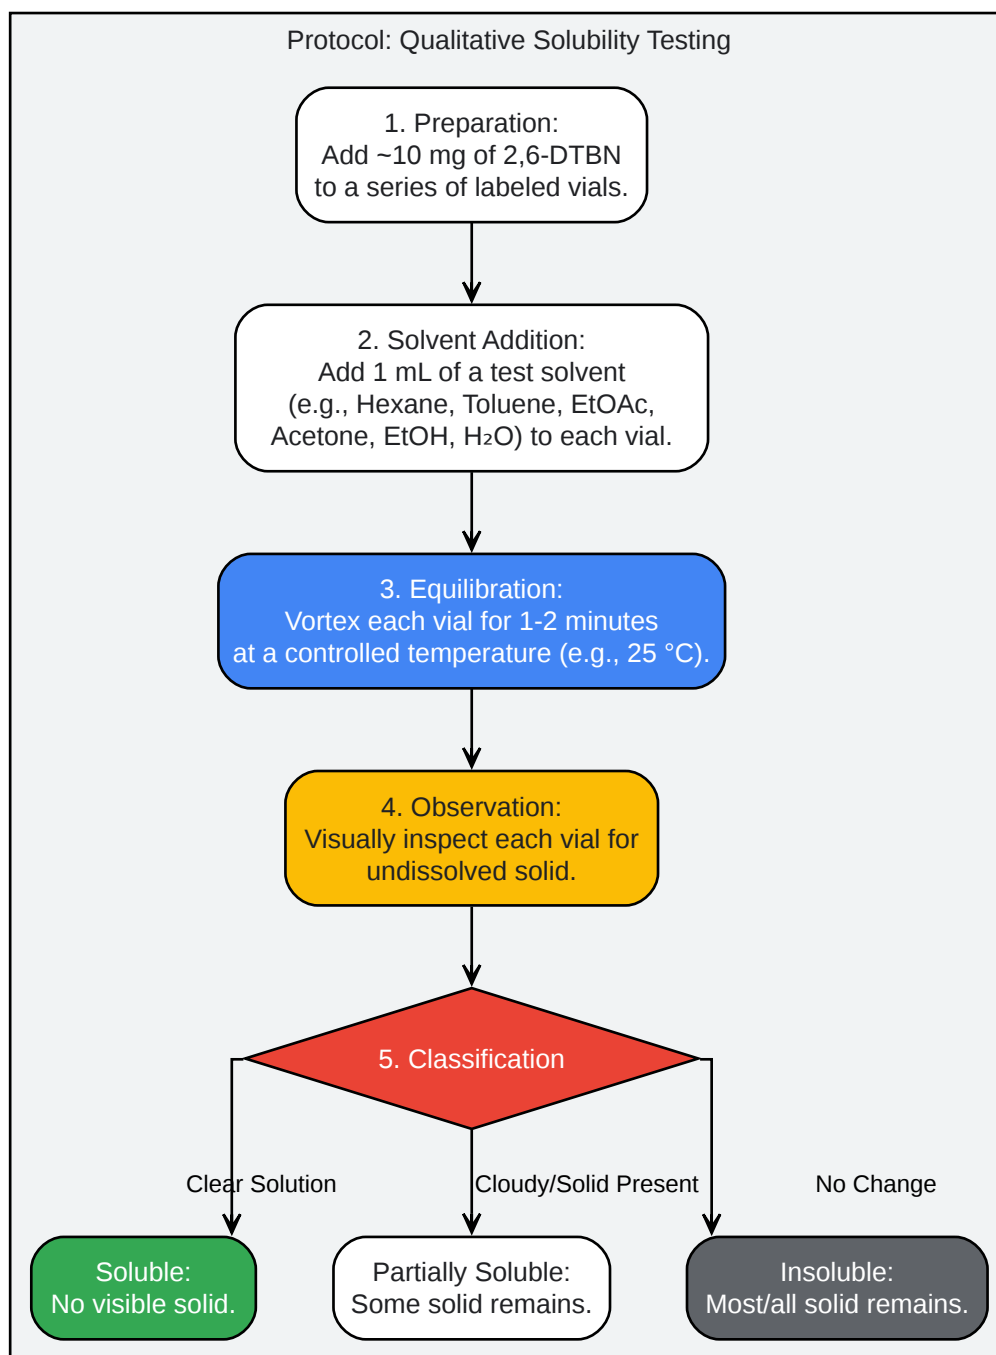 Protocol: Qualitative Solubility Testing
1. Preparation:
Add ~10 mg of 2,6-DTBN
to a series of labeled vials.
2. Solvent Addition:
Add 1 mL of a test solvent
(e.g., Hexane, Toluene, EtOAc,
Acetone, EtOH, H₂O) to each vial.
3. Equilibration:
Vortex each vial for 1-2 minutes
at a controlled temperature (e.g., 25 °C).
4. Observation:
Visually inspect each vial for
undissolved solid.
5. Classification
Clear Solution
Cloudy/Solid Present
No Change
Soluble:
No visible solid.
Partially Soluble:
Some solid remains.
Insoluble:
Most/all solid remains.